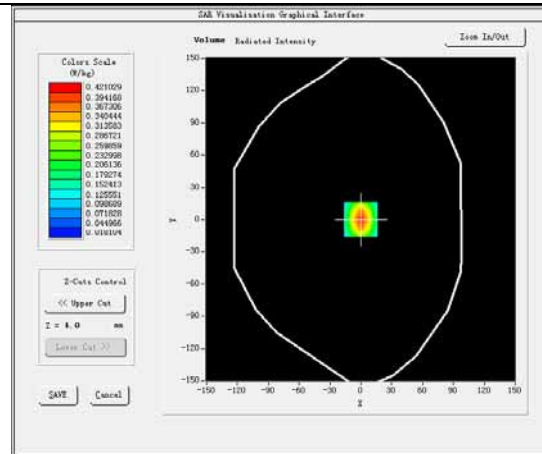 SAR Visualisation Graphical Interface
Volume Radiated Intensity
Zoom In/Out
Colors Scale
(W/kg)
0.421029
0.394168
0.367306
0.340444
0.313583
0.286721
0.259859
0.232998
0.206136
0.179274
0.152413
0.125551
0.098689
0.071828
0.044966
0.018104
Z-Cuts Control
<< Upper Cut
Z = 4.0 mm
Lower Cut >>
SAVE
Cancel
150
120
90
60
30
0
-30
-60
-90
-120
-150
Y
-150 -120 -90 -60 -30 0 30 60 90 120 150
X